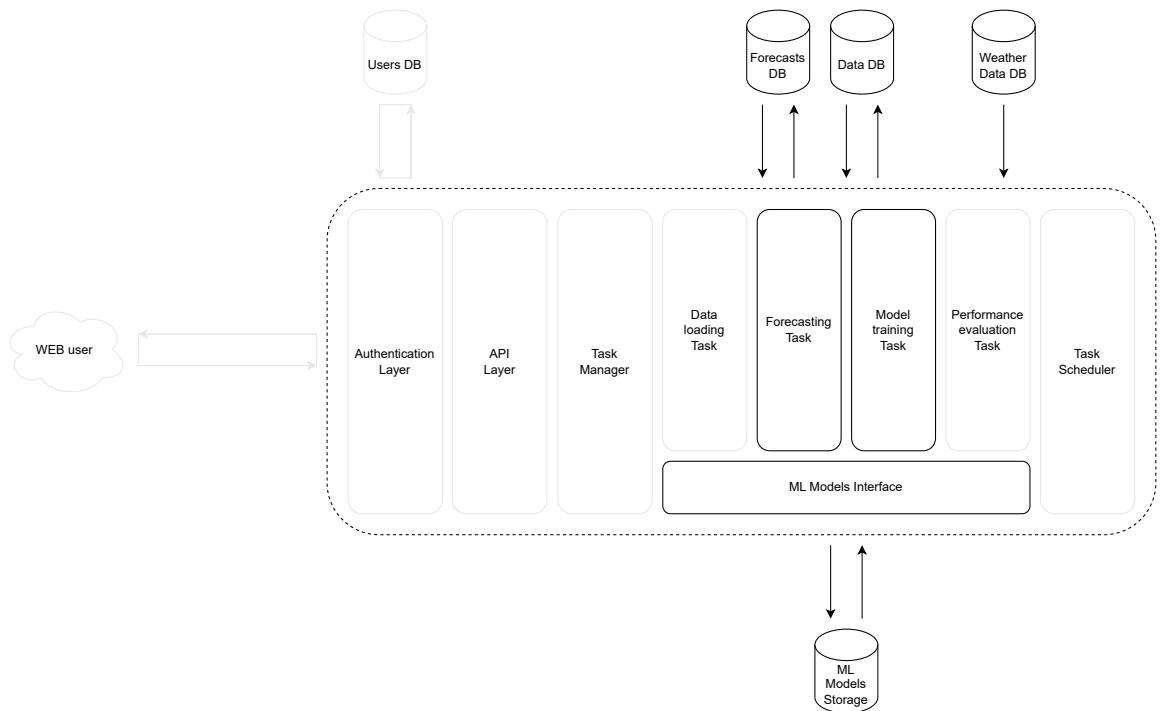 Users DB
Forecasts
DB
Data DB
Weather
Data DB
WEB user
Authentication
Layer
API
Layer
Task
Manager
Data
loading
Task
Forecasting
Task
Model
training
Task
Performance
evaluation
Task
Task
Scheduler
ML Models Interface
ML
Models
Storage